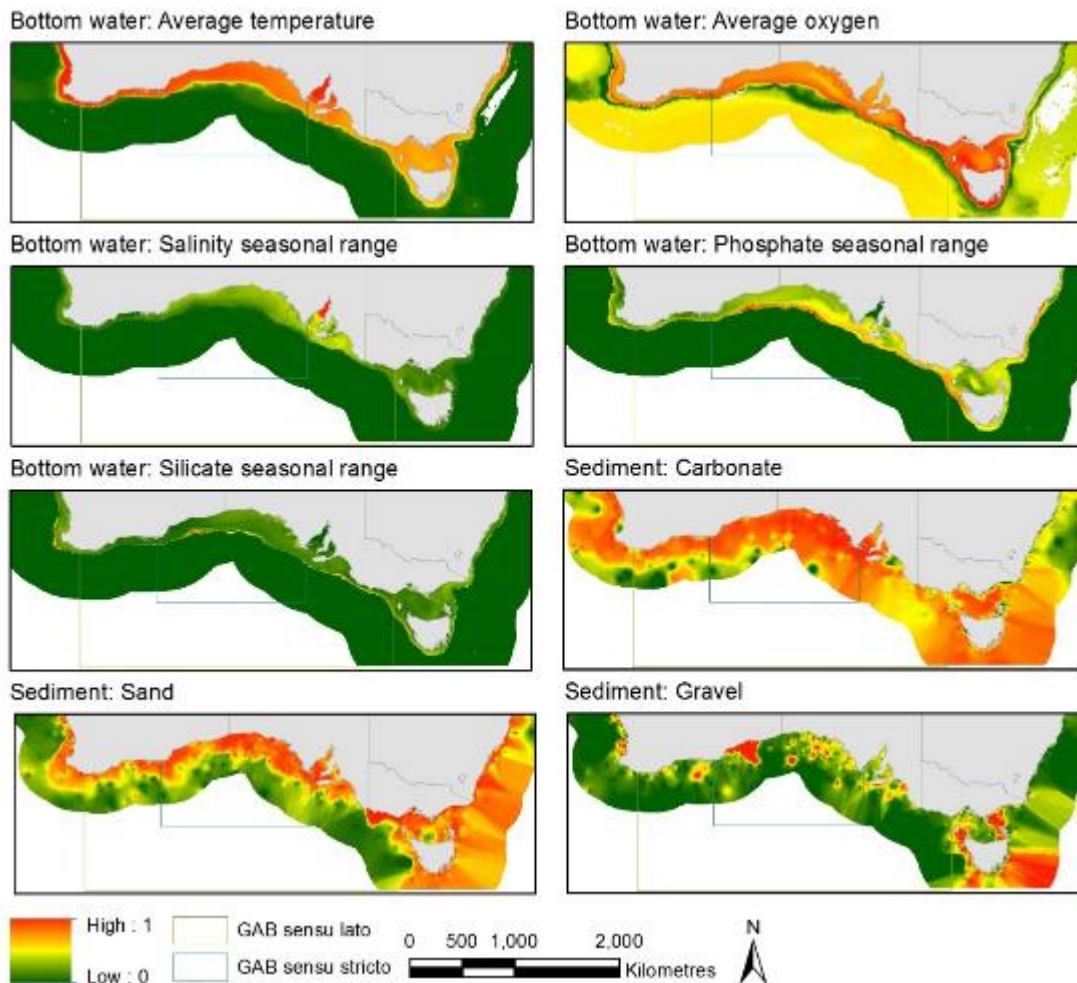 Bottom water: Average temperature
Bottom water: Average oxygen
Bottom water: Salinity seasonal range
Bottom water: Phosphate seasonal range
Bottom water: Silicate seasonal range
Sediment: Carbonate
Sediment: Sand
Sediment: Gravel
High : 1
Low : 0
GAB sensu lato
GAB sensu stricto
0 500 1,000 2,000
Kilometres
N